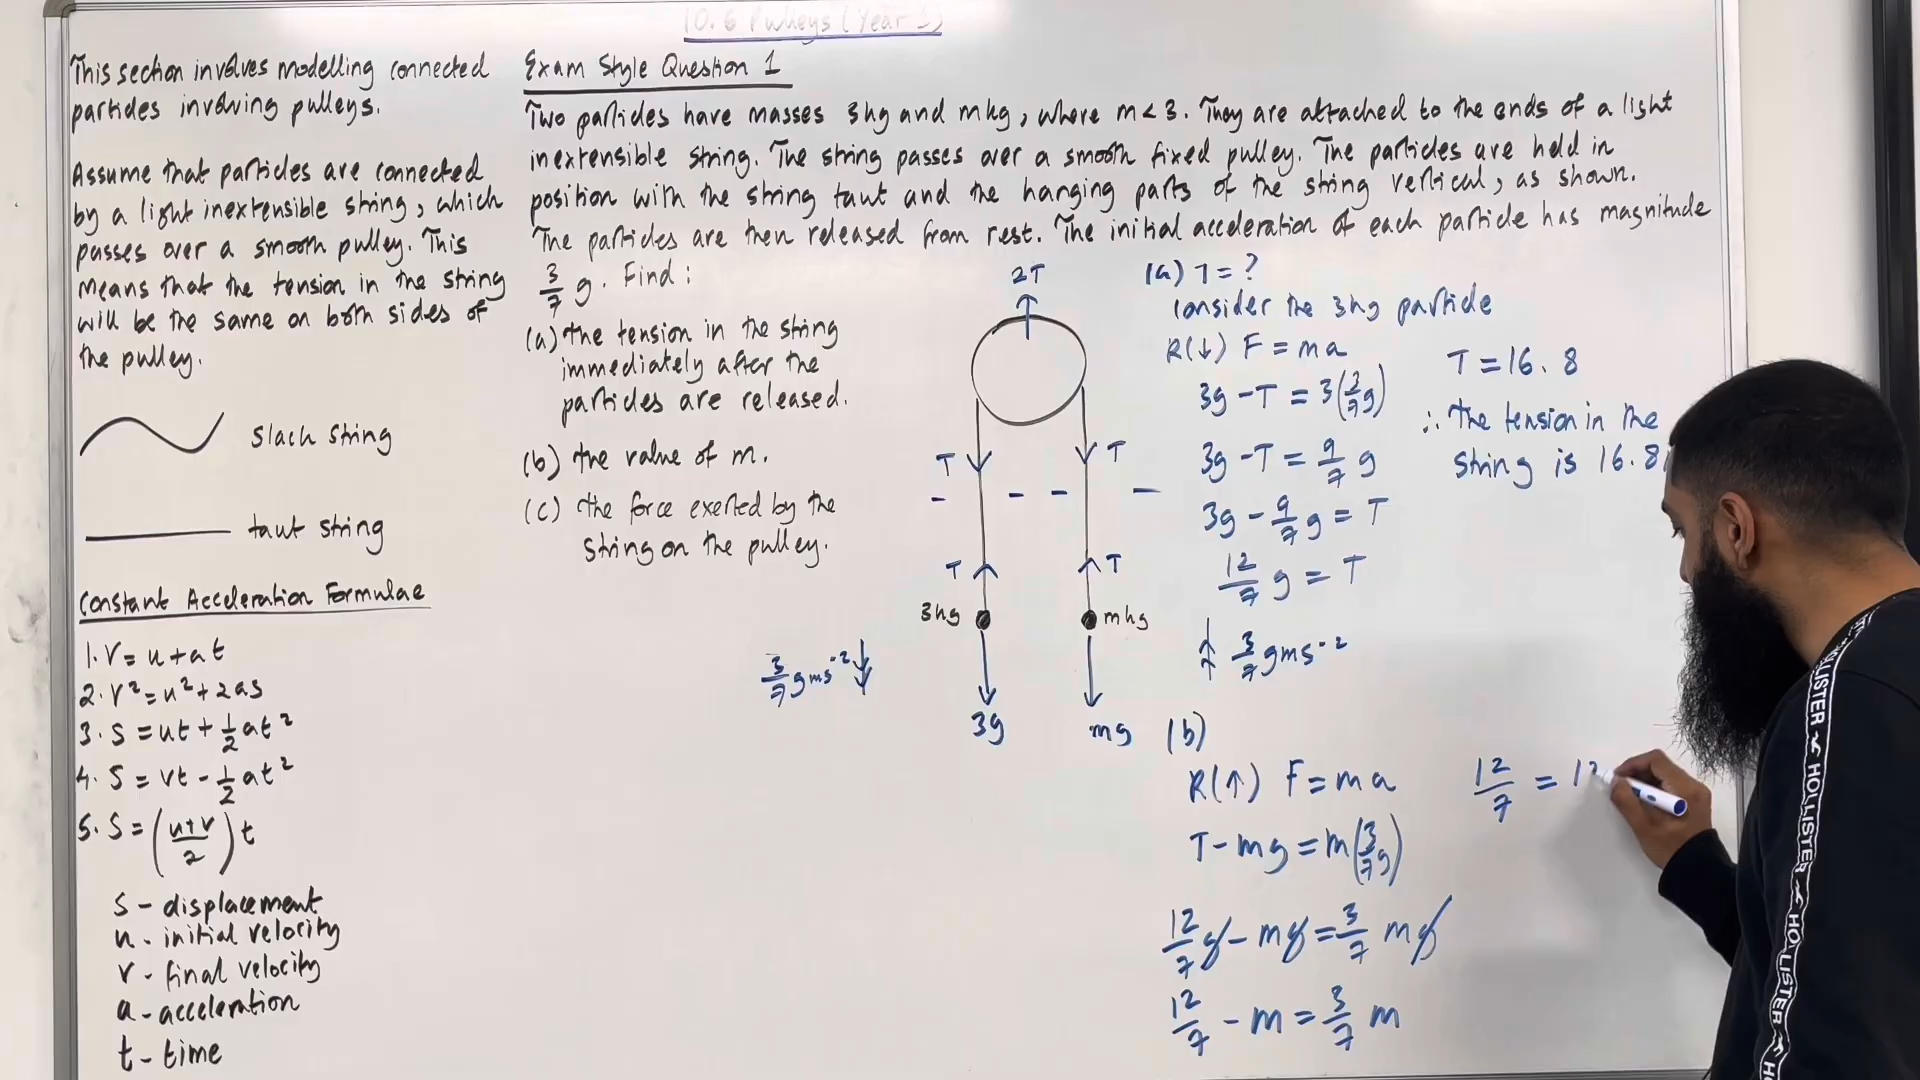 10.6 Pulleys (Year 1)
This section involves modelling connected
particles involving pulleys.
Assume that particles are connected
by a light inextensible string, which
passes over a smooth pulley. This
means that the tension in the string
will be the same on both sides of
the pulley.
slack string
taut string
Constant Acceleration Formulae
1. v = u + at
2. v² = u² + 2as
3. s = ut + 1/2 at²
4. s = vt - 1/2 at²
5. s = (u+v/2) t
s - displacement
u - initial velocity
v - final velocity
a - acceleration
t - time
Exam Style Question 1
Two particles have masses 3kg and mkg, where m < 3. They are attached to the ends of a light
inextensible string. The string passes over a smooth fixed pulley. The particles are held in
position with the string taut and the hanging parts of the string vertical, as shown.
The particles are then released from rest. The initial acceleration of each particle has magnitude
3/7 g. Find:
(a) the tension in the string
immediately after the
particles are released.
(b) the value of m.
(c) the force exerted by the
string on the pulley.
2T
T T
T T
3kg mkg
3/7 gms⁻²
3g mg
(a) T = ?
Consider the 3kg particle
R(↓) F = ma
3g - T = 3(3/7 g)
3g - T = 9/7 g
3g - 9/7 g = T
12/7 g = T
3/7 gms⁻²
T = 16.8
∴ The tension in the
string is 16.8
(b)
R(↑) F = ma
T - mg = m(3/7 g)
12/7 g - mg = 3/7 mg
12/7 - m = 3/7 m
12/7 = 1
HOLLISTER HOLLISTER HOLLISTER